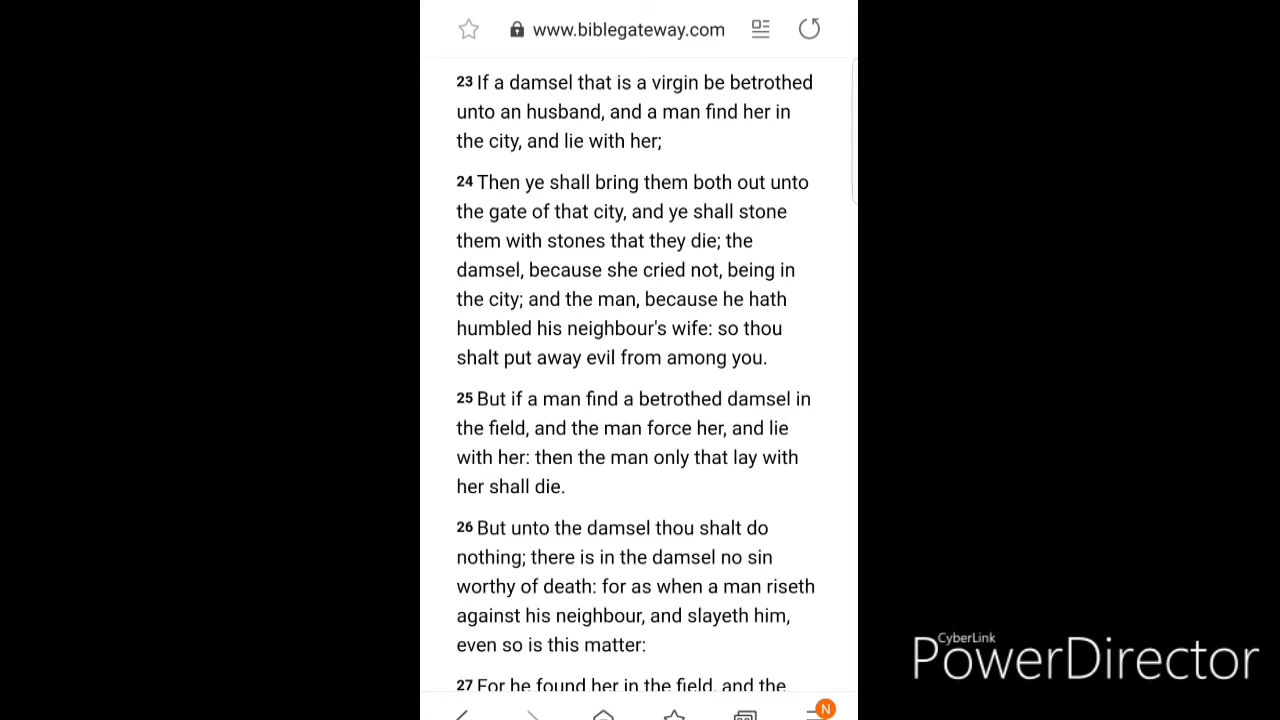 www.biblegateway.com
23 If a damsel that is a virgin be betrothed
unto an husband, and a man find her in
the city, and lie with her;
24 Then ye shall bring them both out unto
the gate of that city, and ye shall stone
them with stones that they die; the
damsel, because she cried not, being in
the city; and the man, because he hath
humbled his neighbour's wife: so thou
shalt put away evil from among you.
25 But if a man find a betrothed damsel in
the field, and the man force her, and lie
with her: then the man only that lay with
her shall die.
26 But unto the damsel thou shalt do
nothing; there is in the damsel no sin
worthy of death: for as when a man riseth
against his neighbour, and slayeth him,
even so is this matter:
27 For he found her in the field, and the
N
CyberLink
PowerDirector